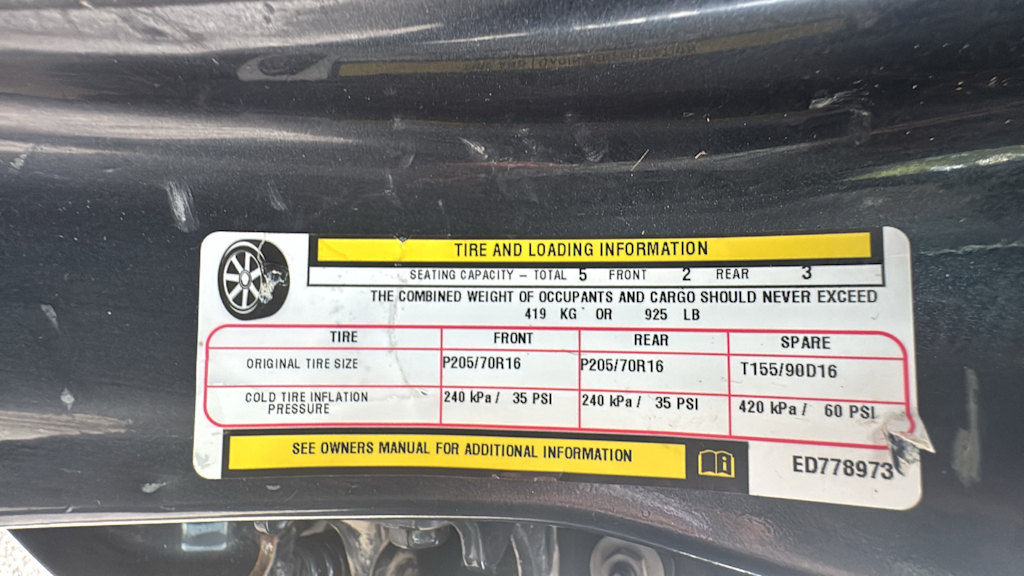 TIRE AND LOADING INFORMATION
SEATING CAPACITY – TOTAL 5 FRONT 2 REAR 3
THE COMBINED WEIGHT OF OCCUPANTS AND CARGO SHOULD NEVER EXCEED
419 KG OR 925 LB
TIRE FRONT REAR SPARE
ORIGINAL TIRE SIZE P205/70R16 P205/70R16 T155/90D16
COLD TIRE INFLATION PRESSURE 240 kPa / 35 PSI 240 kPa / 35 PSI 420 kPa / 60 PSI
SEE OWNERS MANUAL FOR ADDITIONAL INFORMATION
ED778973